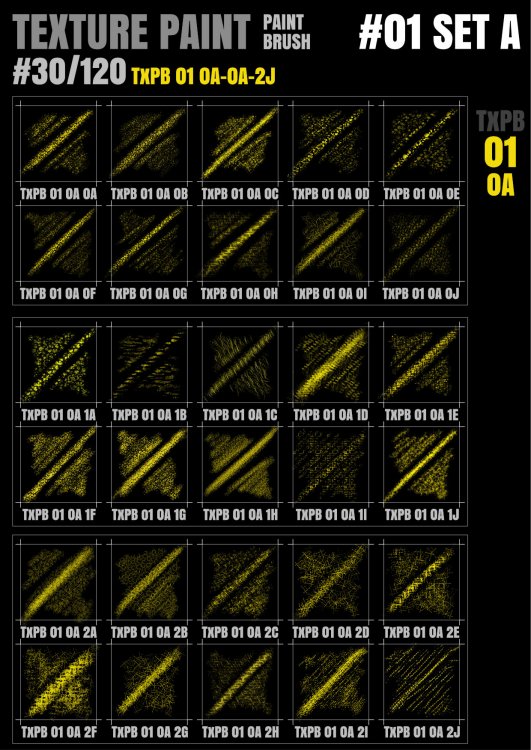 TEXTURE PAINT PAINT BRUSH #01 SET A
#30/120 TXPB 01 0A-0A-2J
TXPB
01
0A
TXPB 01 0A 0A TXPB 01 0A 0B TXPB 01 0A 0C TXPB 01 0A 0D TXPB 01 0A 0E
TXPB 01 0A 0F TXPB 01 0A 0G TXPB 01 0A 0H TXPB 01 0A 0I TXPB 01 0A 0J
TXPB 01 0A 1A TXPB 01 0A 1B TXPB 01 0A 1C TXPB 01 0A 1D TXPB 01 0A 1E
TXPB 01 0A 1F TXPB 01 0A 1G TXPB 01 0A 1H TXPB 01 0A 1I TXPB 01 0A 1J
TXPB 01 0A 2A TXPB 01 0A 2B TXPB 01 0A 2C TXPB 01 0A 2D TXPB 01 0A 2E
TXPB 01 0A 2F TXPB 01 0A 2G TXPB 01 0A 2H TXPB 01 0A 2I TXPB 01 0A 2J